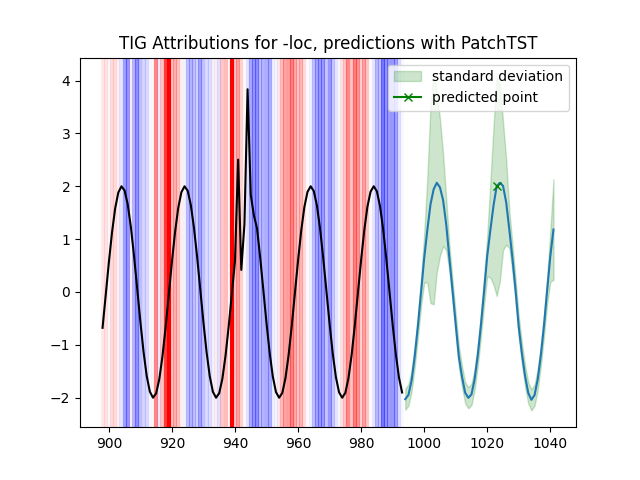 TIG Attributions for -loc, predictions with PatchTST
standard deviation
predicted point
4
3
2
1
0
−1
−2
900 920 940 960 980 1000 1020 1040